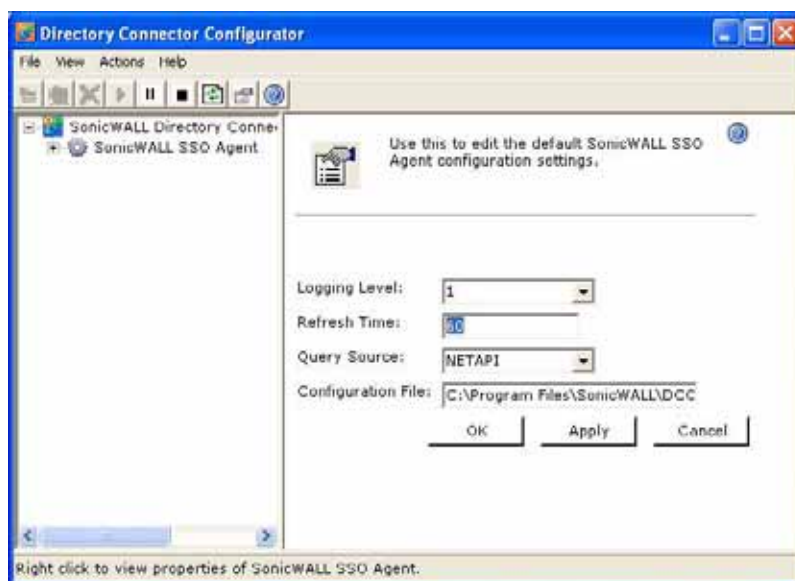 Directory Connector Configurator
File View Actions Help
SonicWALL Directory Conne
SonicWALL SSO Agent
Use this to edit the default SonicWALL SSO
Agent configuration settings.
Logging Level: 1
Refresh Time: 60
Query Source: NETAPI
Configuration File: C:\Program Files\SonicWALL\DCC
OK Apply Cancel
Right click to view properties of SonicWALL SSO Agent.